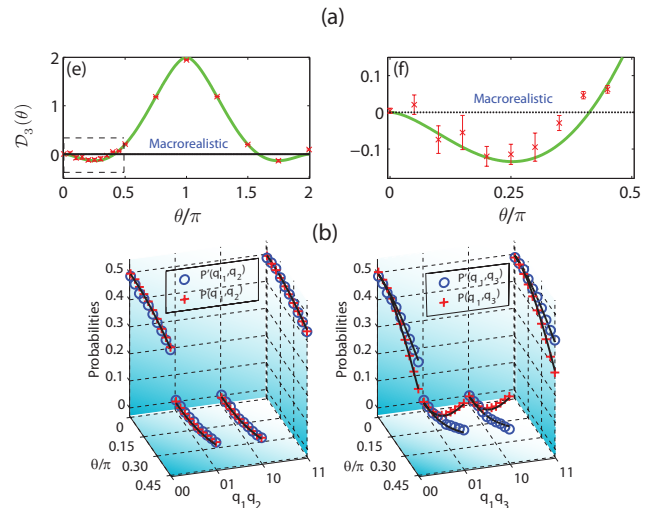 (a)
(e)
(f)
2
1
0
D₃(θ)
Macrorealistic
0 0.5 1.0 1.5 2.0
θ/π
0.1
0
−0.1
Macrorealistic
0 0.25 0.5
θ/π
(b)
0.5
0.4
0.3
0.2
0.1
0
Probabilities
P'(q₁,q₂)
P(q₁,q₂)
0
0.15
0.30
0.45
θ/π
00 01 10 11
q₁q₂
0.5
0.4
0.3
0.2
0.1
0
Probabilities
P'(q₁,q₃)
P(q₁,q₃)
0
0.15
0.30
0.45
θ/π
00 01 10 11
q₁q₃